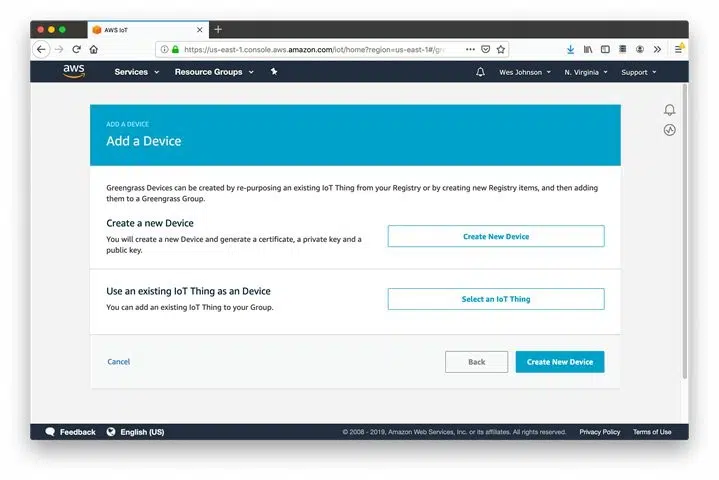 AWS IoT
https://us-east-1.console.aws.amazon.com/iot/home?region=us-east-1#/gre
aws Services Resource Groups Wes Johnson N. Virginia Support
ADD A DEVICE
Add a Device
Greengrass Devices can be created by re-purposing an existing IoT Thing from your Registry or by creating new Registry items, and then adding
them to a Greengrass Group.
Create a new Device
You will create a new Device and generate a certificate, a private key and a
public key.
Create New Device
Use an existing IoT Thing as an Device
You can add an existing IoT Thing to your Group.
Select an IoT Thing
Cancel Back Create New Device
Feedback English (US) © 2008 - 2019, Amazon Web Services, Inc. or its affiliates. All rights reserved. Privacy Policy Terms of Use